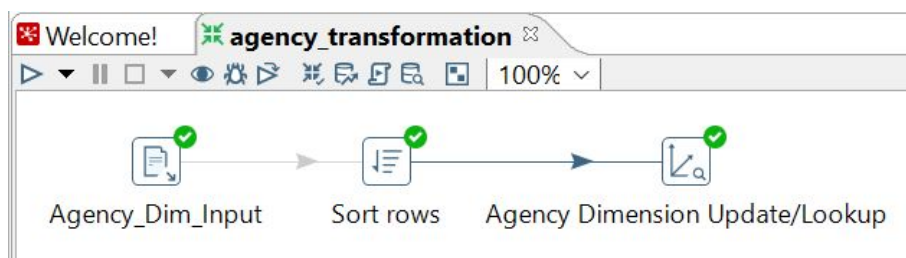 Welcome!
agency_transformation
100%
Agency_Dim_Input
Sort rows
Agency Dimension Update/Lookup